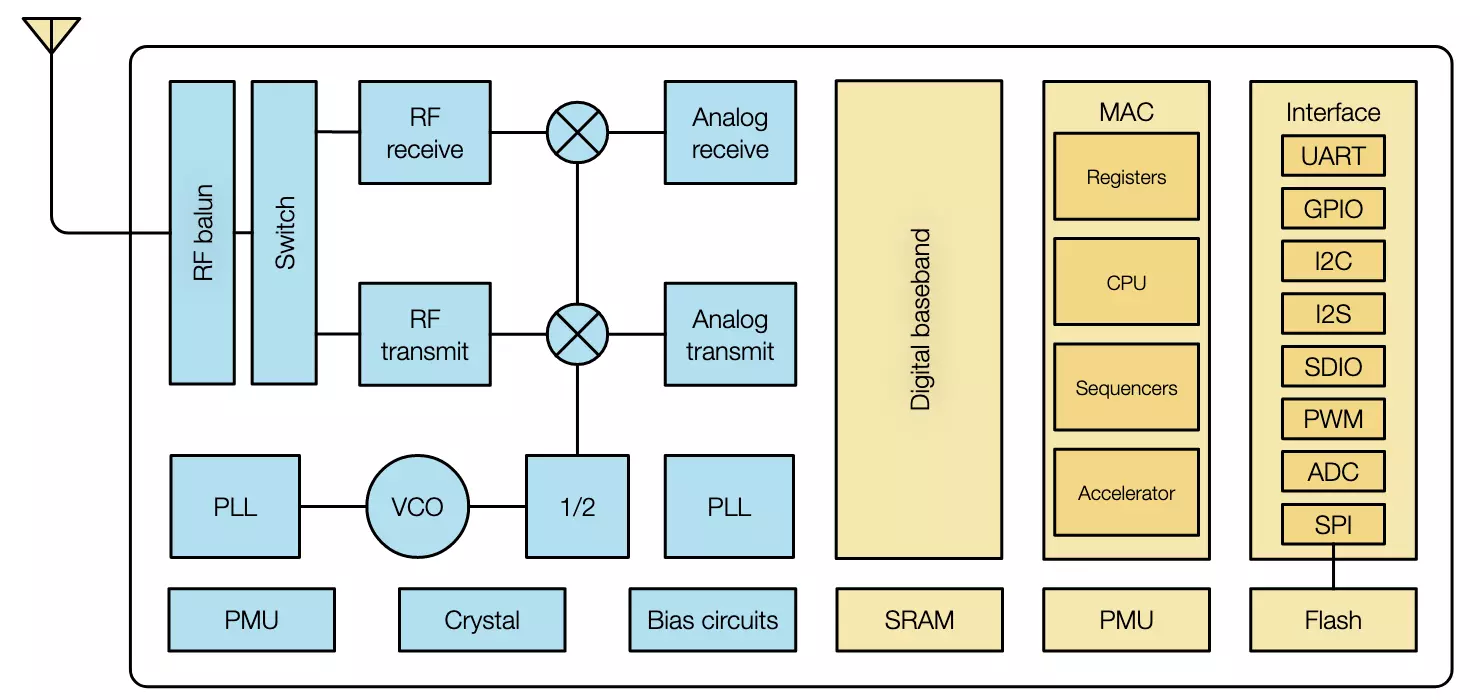 RF balun
Switch
RF
receive
Analog
receive
RF
transmit
Analog
transmit
PLL
VCO
1/2
PLL
PMU
Crystal
Bias circuits
Digital baseband
SRAM
MAC
Registers
CPU
Sequencers
Accelerator
PMU
Interface
UART
GPIO
I2C
I2S
SDIO
PWM
ADC
SPI
Flash